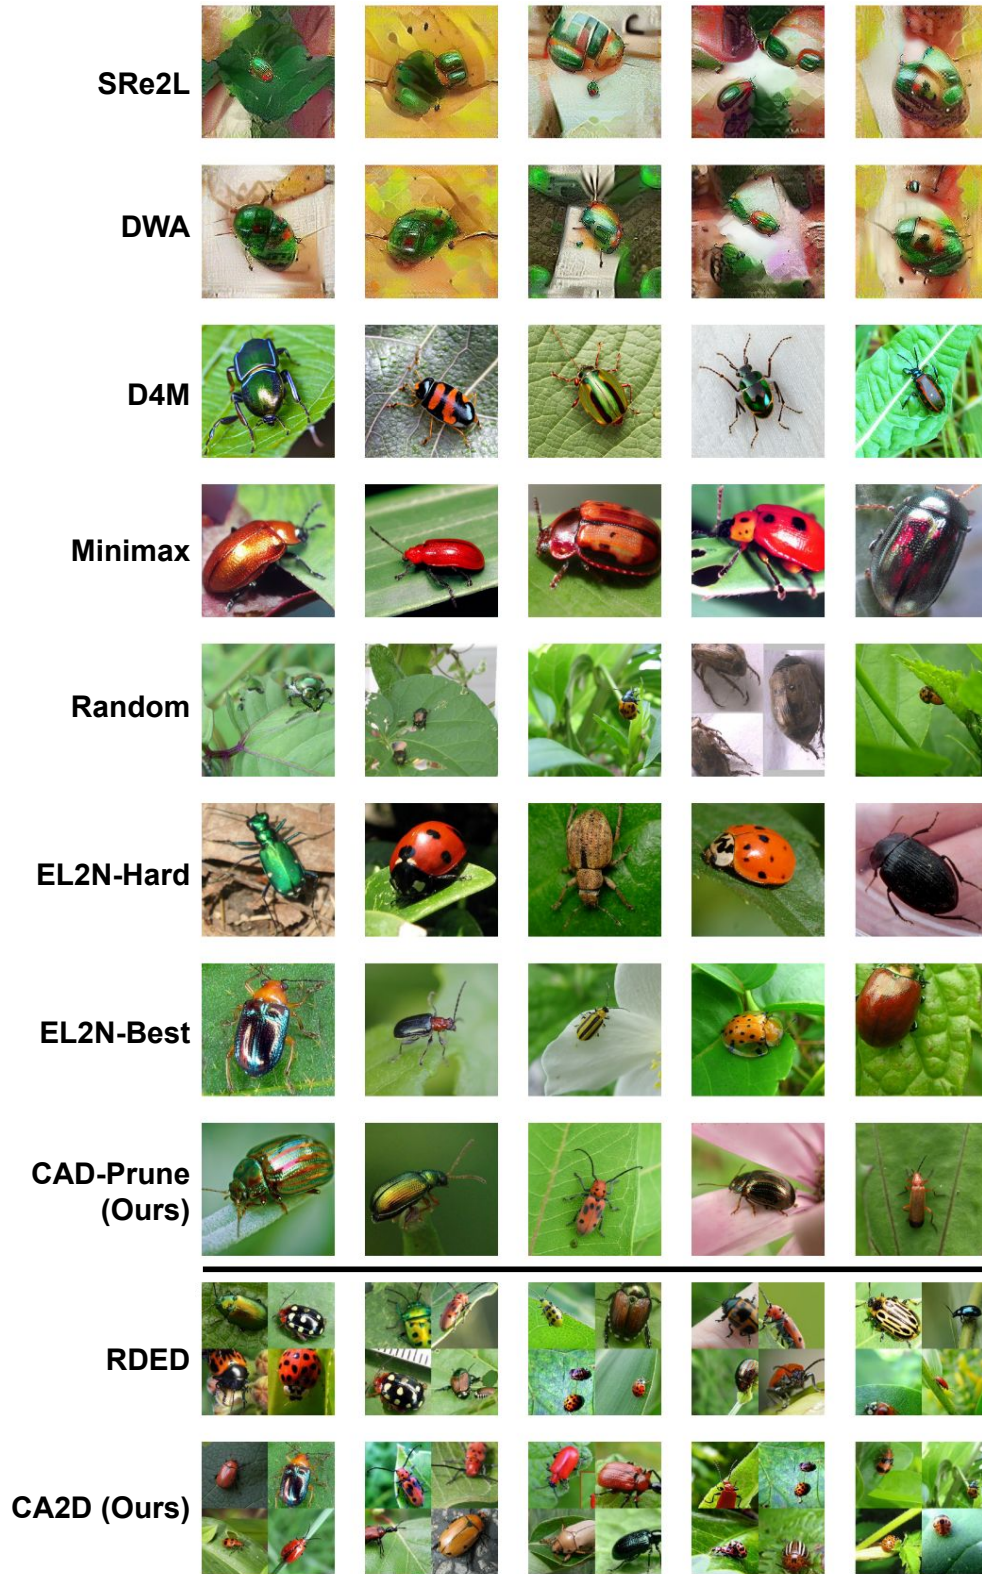 SRe2L
DWA
D4M
Minimax
Random
EL2N-Hard
EL2N-Best
CAD-Prune
(Ours)
RDED
CA2D (Ours)